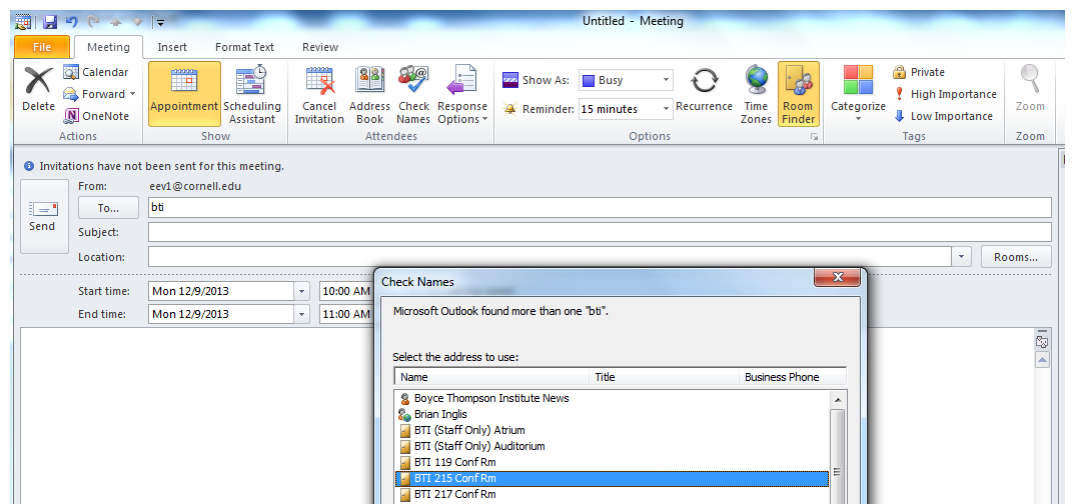 Untitled - Meeting
File Meeting Insert Format Text Review
Delete
Calendar
Forward
OneNote
Actions
Appointment
Scheduling Assistant
Show
Cancel Invitation
Address Book
Check Names
Response Options
Attendees
Show As: Busy
Reminder: 15 minutes
Recurrence
Time Zones
Room Finder
Options
Categorize
Private
High Importance
Low Importance
Tags
Zoom
Zoom
Invitations have not been sent for this meeting.
Send
From: eev1@cornell.edu
To... bti
Subject:
Location: Rooms...
Start time: Mon 12/9/2013 10:00 AM
End time: Mon 12/9/2013 11:00 AM
Check Names
Microsoft Outlook found more than one "bti".
Select the address to use:
Name Title Business Phone
Boyce Thompson Institute News
Brian Inglis
BTI (Staff Only) Atrium
BTI (Staff Only) Auditorium
BTI 119 Conf Rm
BTI 215 Conf Rm
BTI 217 Conf Rm